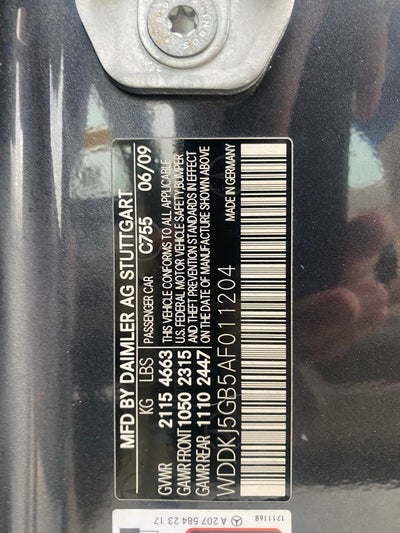 MFD BY DAIMLER AG STUTTGART
PASSENGER CAR C755 06/09
KG LBS
GVWR 2115 4663
GAWR FRONT 1050 2315
GAWR REAR 1110 2447
THIS VEHICLE CONFORMS TO ALL APPLICABLE
U.S. FEDERAL MOTOR VEHICLE SAFETY,BUMPER
AND THEFT PREVENTION STANDARDS IN EFFECT
ON THE DATE OF MANUFACTURE SHOWN ABOVE
WDDKJ5GB5AF011204
MADE IN GERMANY
1711168
A 207 584 23 17